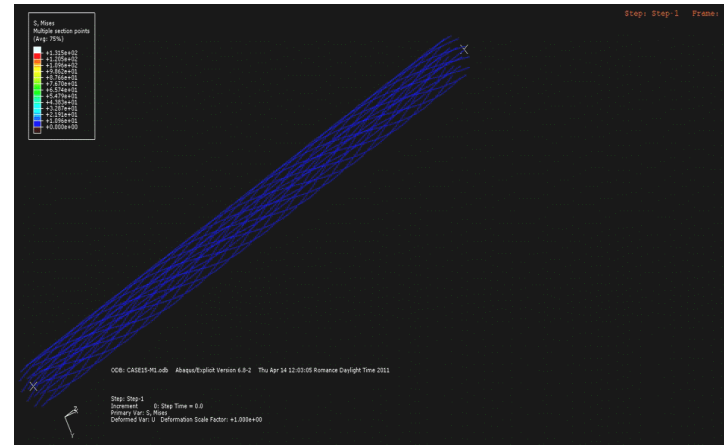 Step: Step-1 Frame:
S, Mises
Multiple section points
(Avg: 75%)
+1.315e+02
+1.205e+02
+1.096e+02
+9.862e+01
+8.766e+01
+7.670e+01
+6.574e+01
+5.479e+01
+4.383e+01
+3.287e+01
+2.191e+01
+1.096e+01
+0.000e+00
ODB: CASE15-M1.odb Abaqus/Explicit Version 6.8-2 Thu Apr 14 12:03:05 Romance Daylight Time 2011
Step: Step-1
Increment 0: Step Time = 0.0
Primary Var: S, Mises
Deformed Var: U Deformation Scale Factor: +1.000e+00
Z
Y